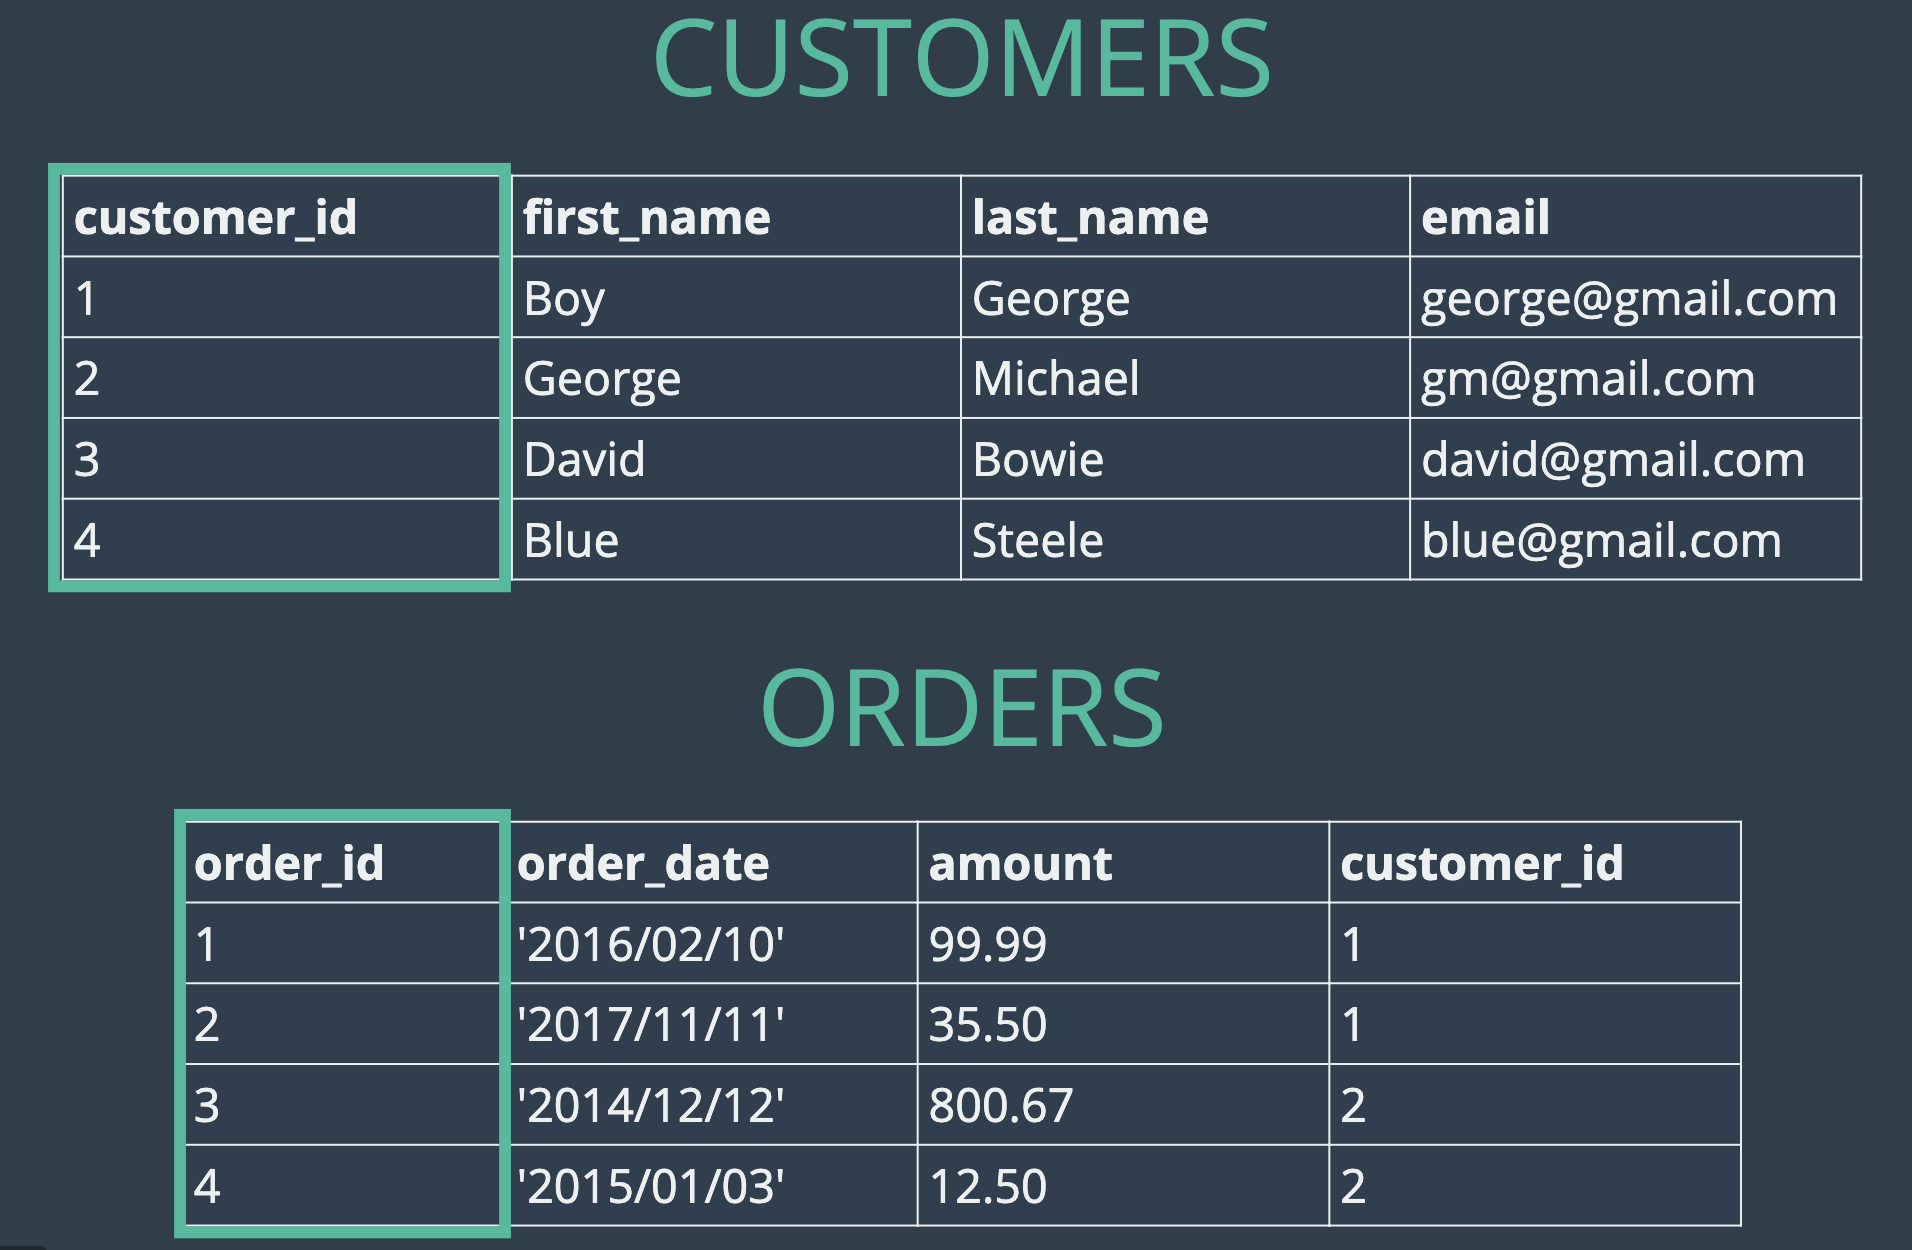 CUSTOMERS
customer_id first_name last_name email
1 Boy George george@gmail.com
2 George Michael gm@gmail.com
3 David Bowie david@gmail.com
4 Blue Steele blue@gmail.com
ORDERS
order_id order_date amount customer_id
1 '2016/02/10' 99.99 1
2 '2017/11/11' 35.50 1
3 '2014/12/12' 800.67 2
4 '2015/01/03' 12.50 2